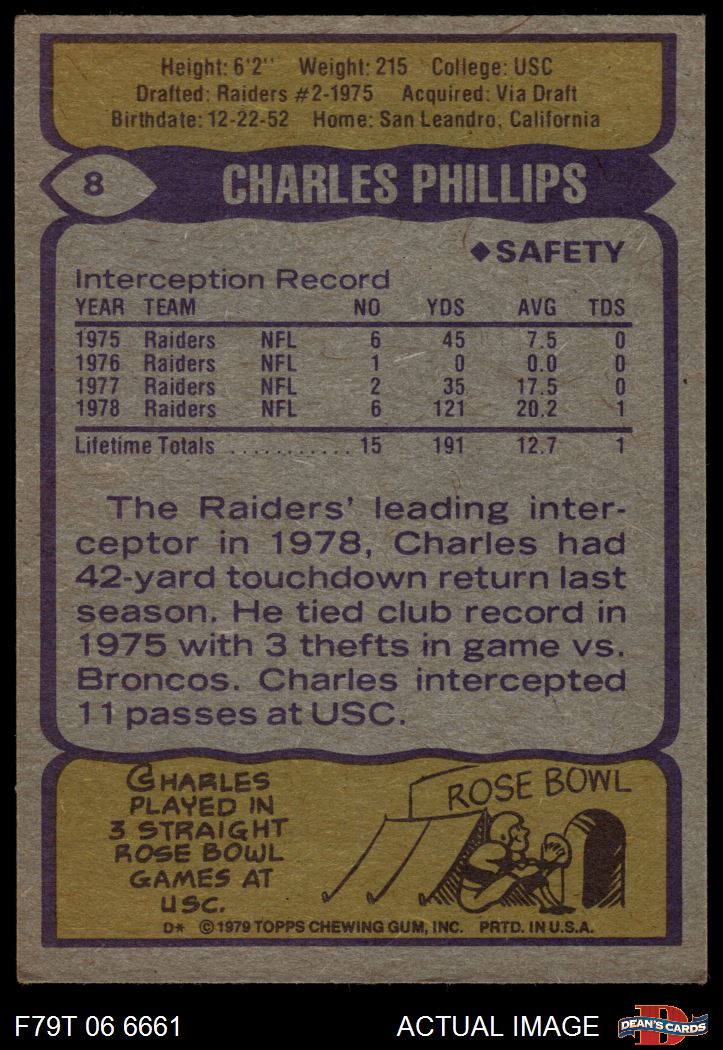 Height: 6'2" Weight: 215 College: USC
Drafted: Raiders #2-1975 Acquired: Via Draft
Birthdate: 12-22-52 Home: San Leandro, California
8 CHARLES PHILLIPS
◆SAFETY
Interception Record
YEAR TEAM NO YDS AVG TDS
1975 Raiders NFL 6 45 7.5 0
1976 Raiders NFL 1 0 0.0 0
1977 Raiders NFL 2 35 17.5 0
1978 Raiders NFL 6 121 20.2 1
Lifetime Totals ........... 15 191 12.7 1
The Raiders' leading inter-
ceptor in 1978, Charles had
42-yard touchdown return last
season. He tied club record in
1975 with 3 thefts in game vs.
Broncos. Charles intercepted
11 passes at USC.
CHARLES
PLAYED IN
3 STRAIGHT
ROSE BOWL
GAMES AT
USC.
ROSE BOWL
D* © 1979 TOPPS CHEWING GUM, INC. PRTD. IN U.S.A.
F79T 06 6661 ACTUAL IMAGE D DEAN'S CARDS